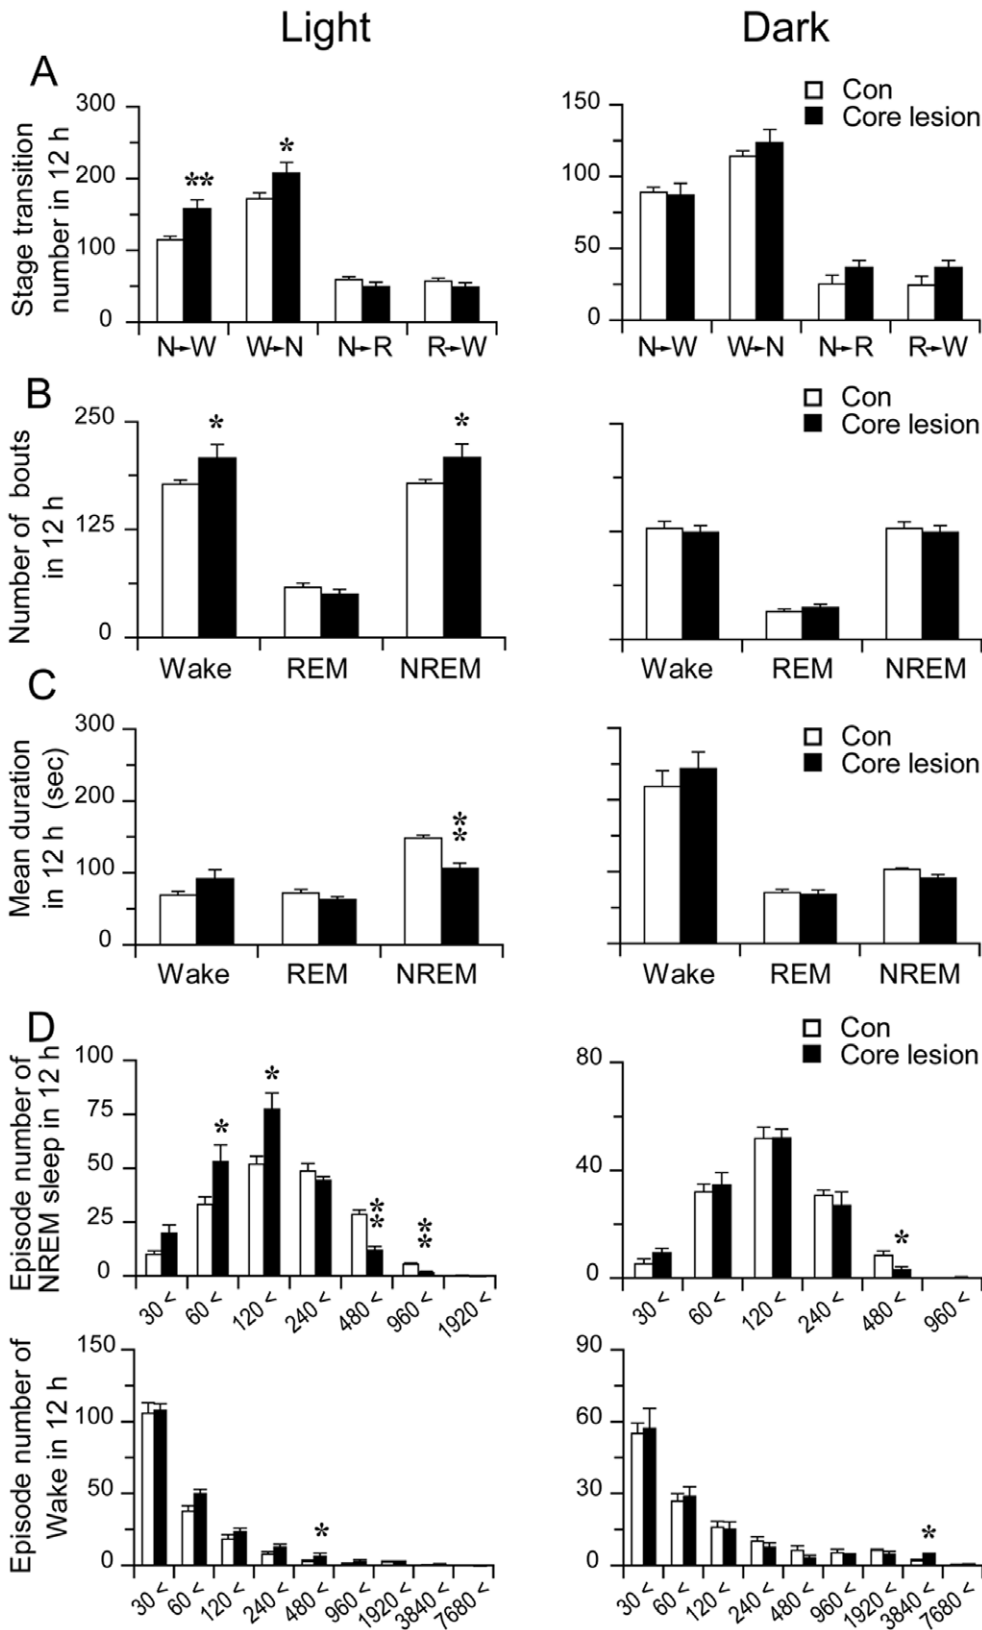 Light Dark
A
Stage transition
number in 12 h
300
200
100
0
** *
N→W W→N N→R R→W
150
100
50
0
Con
Core lesion
N→W W→N N→R R→W
B
Number of bouts
in 12 h
250
125
0
* *
Wake REM NREM
Con
Core lesion
Wake REM NREM
C
Mean duration
in 12 h (sec)
300
200
100
0
**
Wake REM NREM
Con
Core lesion
Wake REM NREM
D
Episode number of
NREM sleep in 12 h
100
75
50
25
0
* * ** **
30 < 60 < 120 < 240 < 480 < 960 < 1920 <
Con
Core lesion
80
40
0
*
30 < 60 < 120 < 240 < 480 < 960 <
Episode number of
Wake in 12 h
150
100
50
0
*
30 < 60 < 120 < 240 < 480 < 960 < 1920 < 3840 < 7680 <
90
60
30
0
*
30 < 60 < 120 < 240 < 480 < 960 < 1920 < 3840 < 7680 <